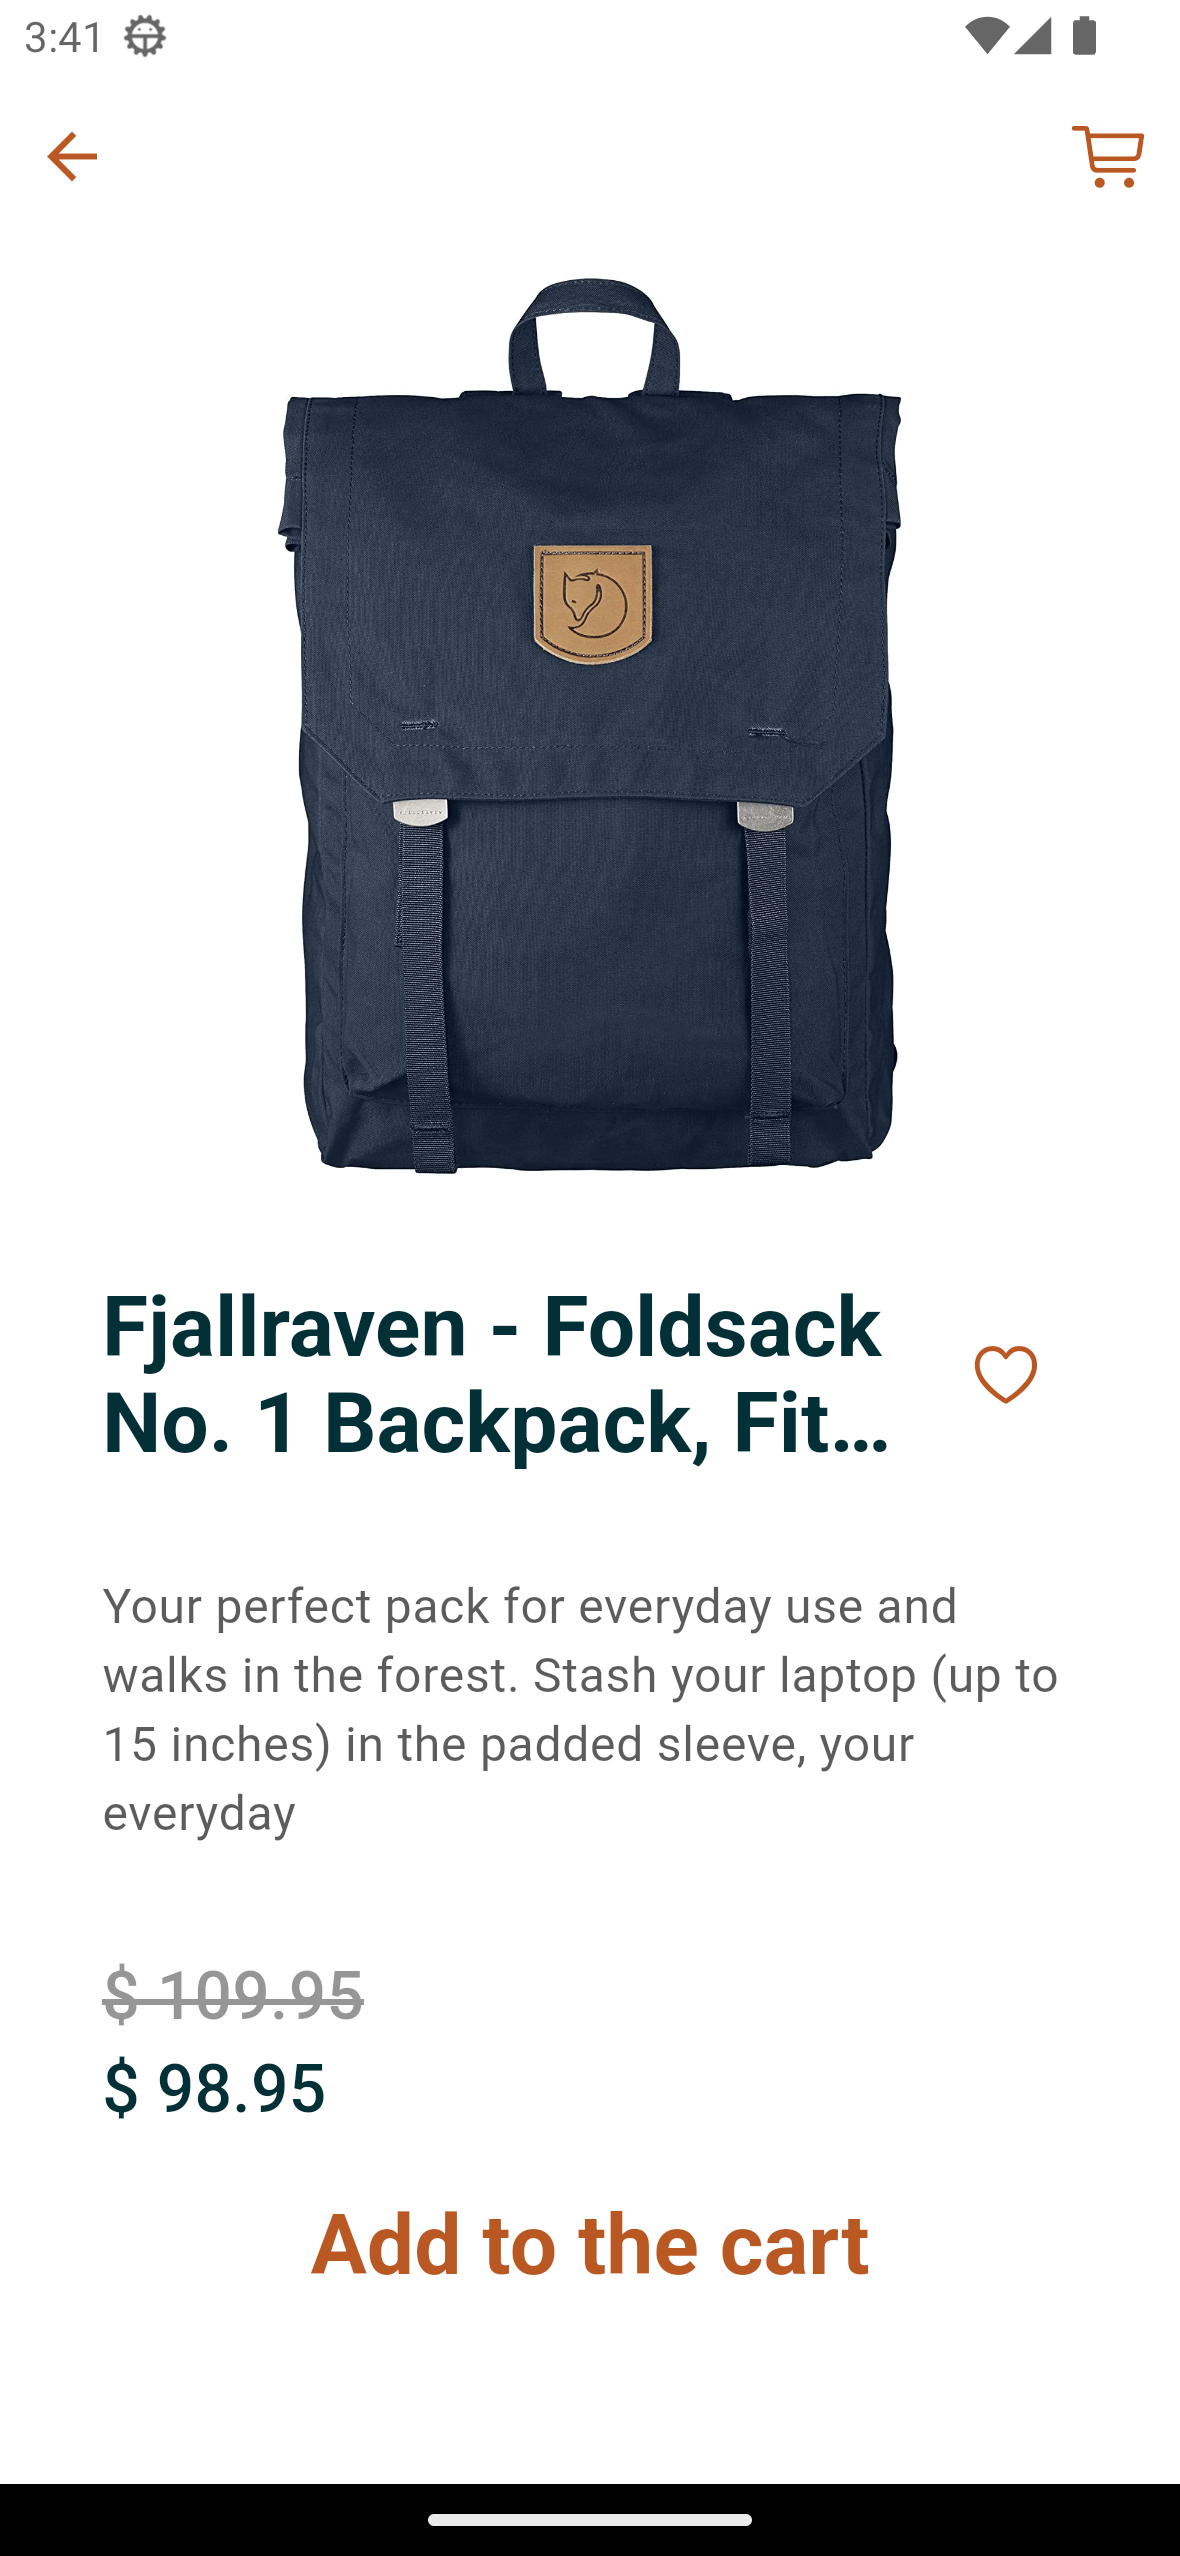 3:41
Fjallraven - Foldsack
No. 1 Backpack, Fit...
Your perfect pack for everyday use and
walks in the forest. Stash your laptop (up to
15 inches) in the padded sleeve, your
everyday
$ 109.95
$ 98.95
Add to the cart